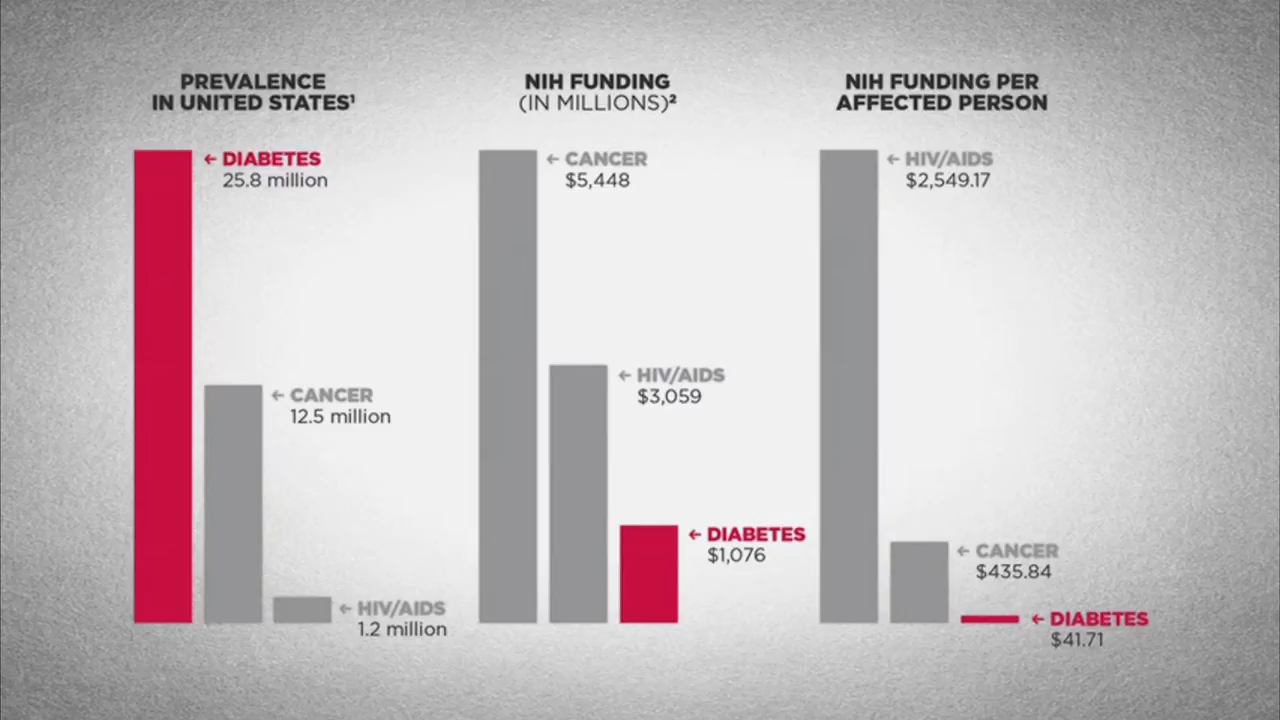 PREVALENCE
IN UNITED STATES¹
← DIABETES
25.8 million
← CANCER
12.5 million
← HIV/AIDS
1.2 million
NIH FUNDING
(IN MILLIONS)²
← CANCER
$5,448
← HIV/AIDS
$3,059
← DIABETES
$1,076
NIH FUNDING PER
AFFECTED PERSON
← HIV/AIDS
$2,549.17
← CANCER
$435.84
← DIABETES
$41.71